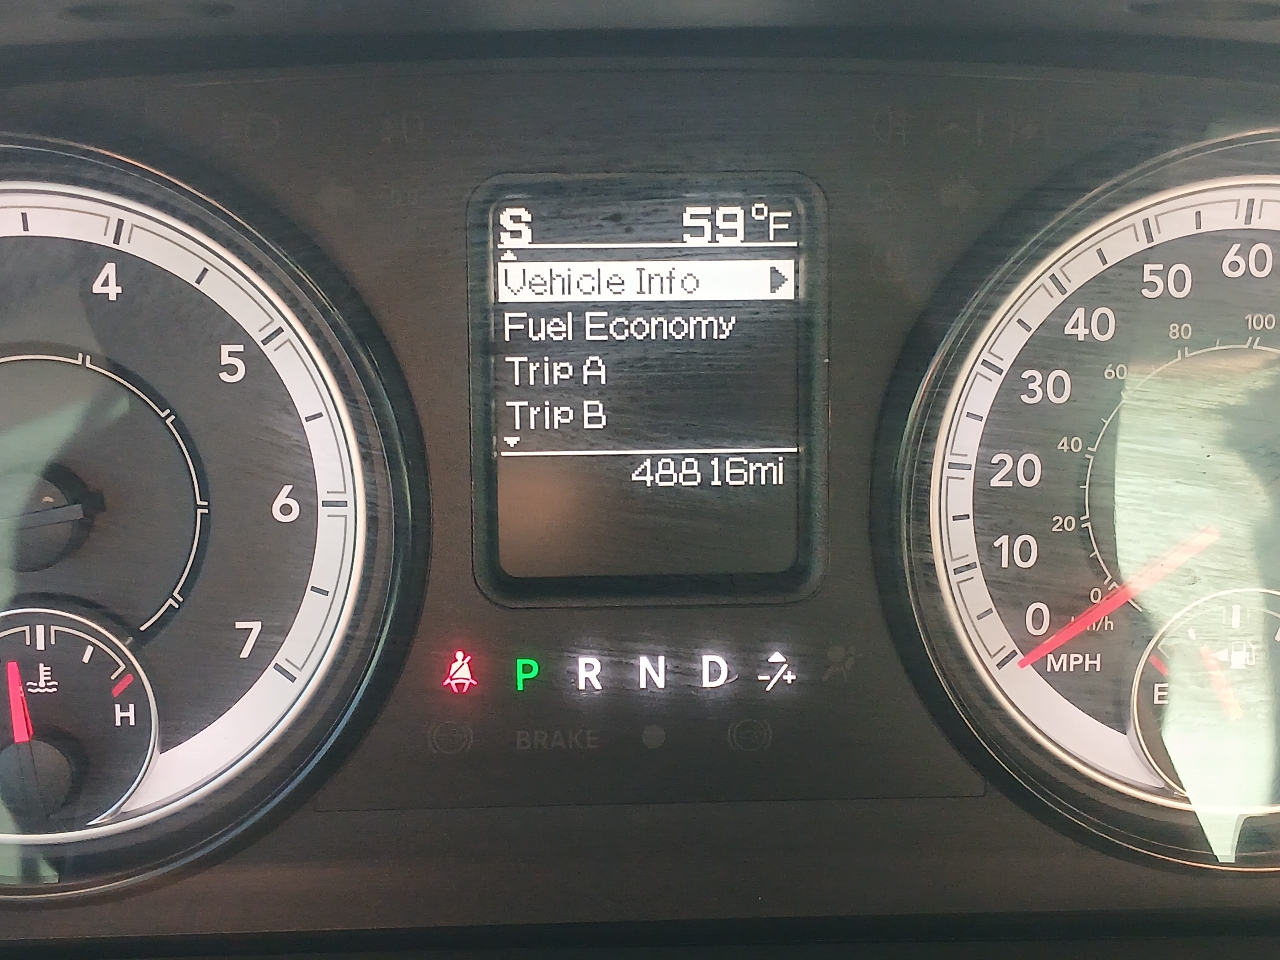 S 59°F
Vehicle Info
Fuel Economy
Trip A
Trip B
48816mi
4
5
6
7
H
60
50
40
30
20
10
0
MPH
100
80
60
40
20
0
km/h
E
P R N D -/+
BRAKE